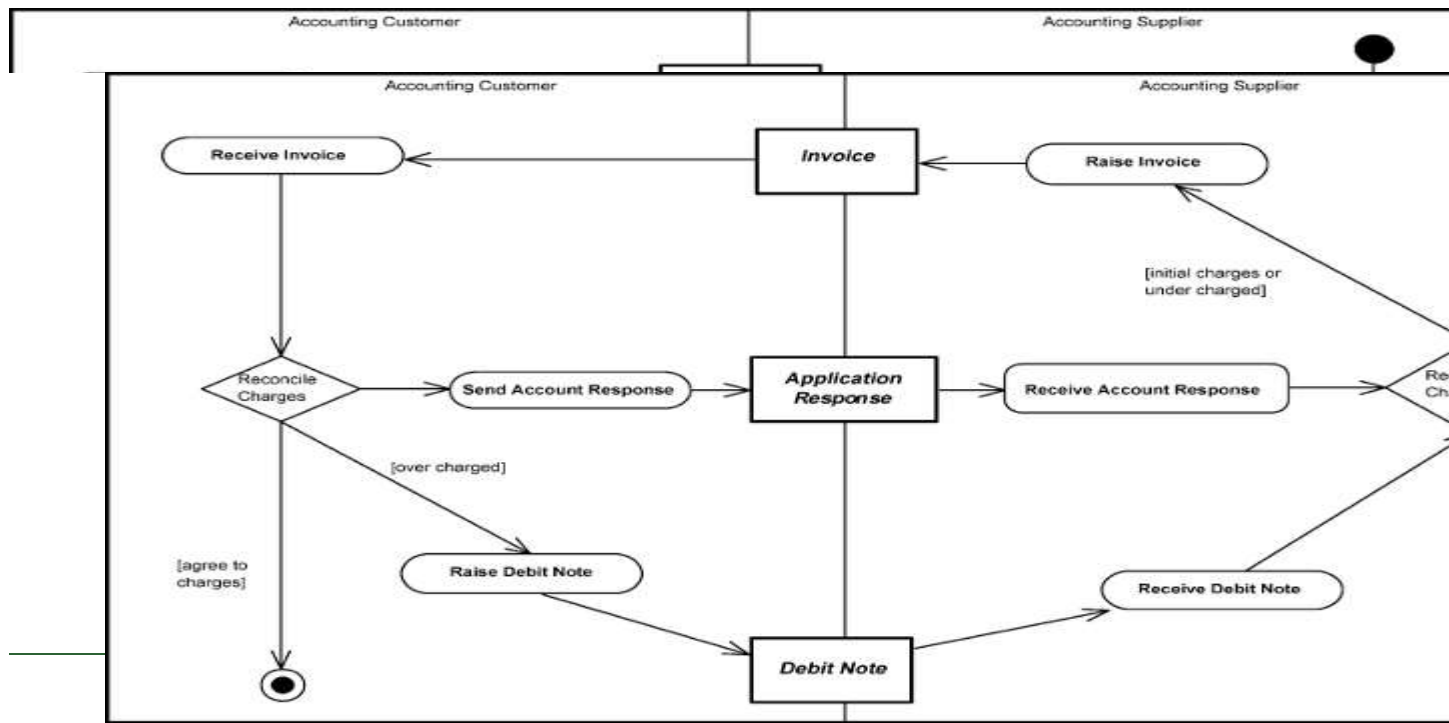 Accounting Customer
Accounting Supplier
Accounting Customer
Accounting Supplier
Receive Invoice
Invoice
Raise Invoice
[initial charges or
under charged]
Reconcile
Charges
Send Account Response
Application
Response
Receive Account Response
[over charged]
[agree to
charges]
Raise Debit Note
Receive Debit Note
Debit Note